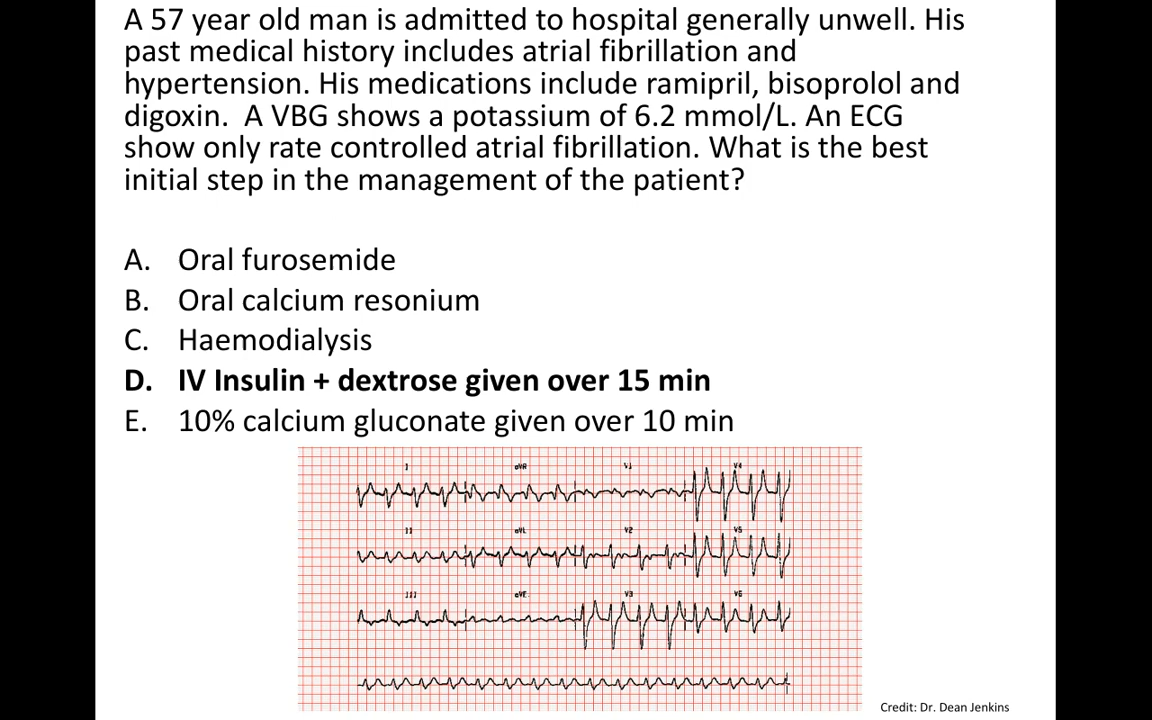 A 57 year old man is admitted to hospital generally unwell. His
past medical history includes atrial fibrillation and
hypertension. His medications include ramipril, bisoprolol and
digoxin.  A VBG shows a potassium of 6.2 mmol/L. An ECG
show only rate controlled atrial fibrillation. What is the best
initial step in the management of the patient?
A. Oral furosemide
B. Oral calcium resonium
C. Haemodialysis
D. IV Insulin + dextrose given over 15 min
E. 10% calcium gluconate given over 10 min
I aVR V1 V4
II aVL V2 V5
III aVF V3 V6
Credit: Dr. Dean Jenkins